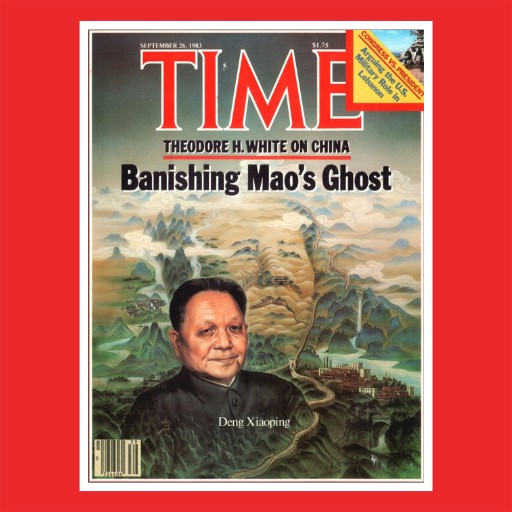 SEPTEMBER 26, 1983
$1.75
TIME
CONGRESS VS. PRESIDENT
Arguing the U.S.
Military Role in
Lebanon
THEODORE H. WHITE ON CHINA
Banishing Mao's Ghost
Deng Xiaoping